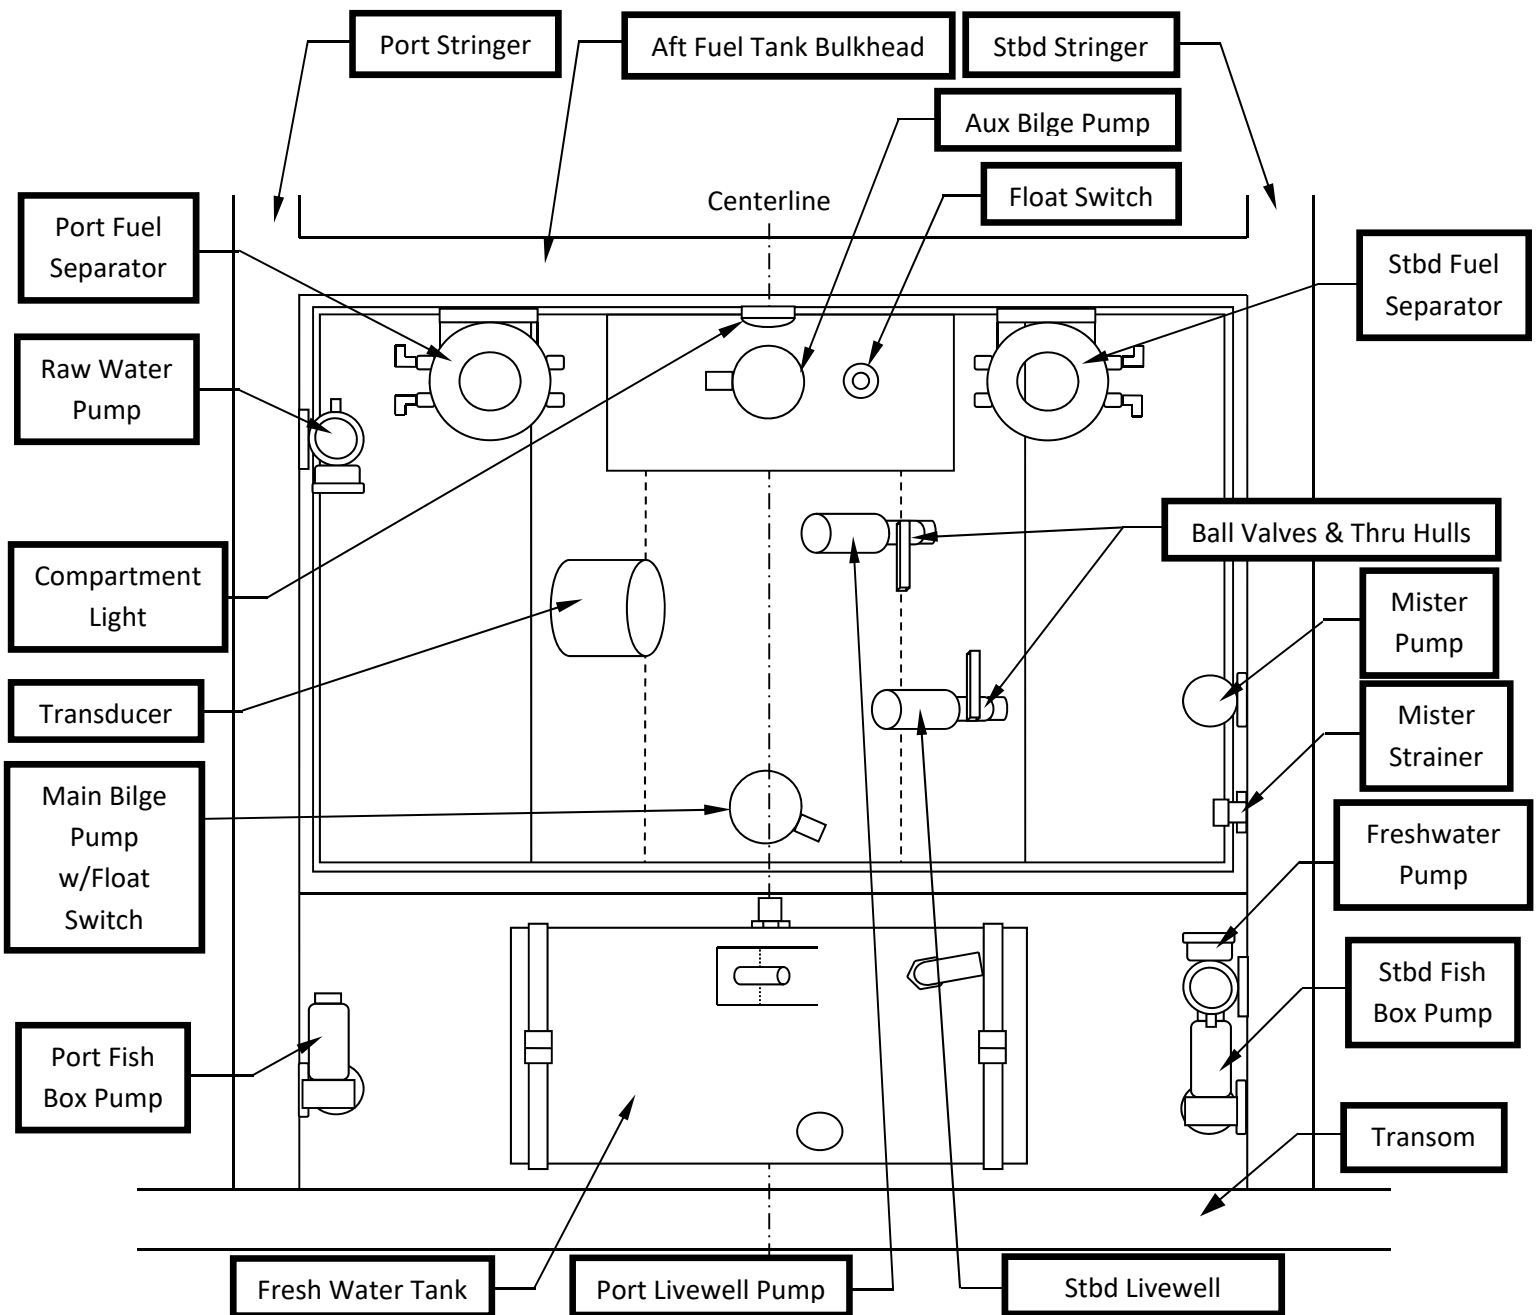 Port Stringer
Aft Fuel Tank Bulkhead
Stbd Stringer
Aux Bilge Pump
Centerline
Float Switch
Port Fuel
Separator
Stbd Fuel
Separator
Raw Water
Pump
Ball Valves & Thru Hulls
Compartment
Light
Mister
Pump
Transducer
Mister
Strainer
Main Bilge
Pump
w/Float
Switch
Freshwater
Pump
Stbd Fish
Box Pump
Port Fish
Box Pump
Transom
Fresh Water Tank
Port Livewell Pump
Stbd Livewell